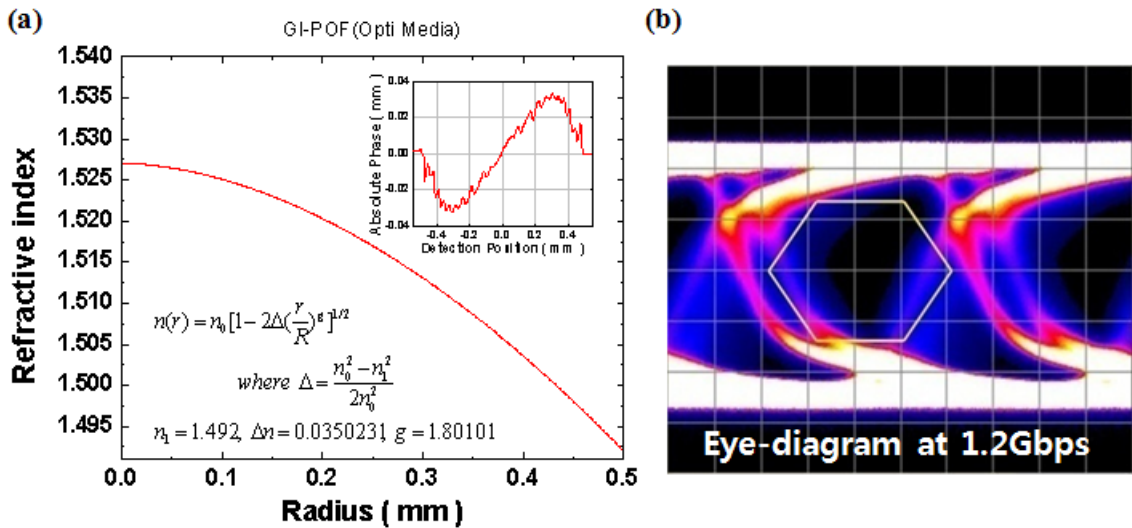 (a)
GI-POF(Opti Media)
Refractive index
1.540
1.535
1.530
1.525
1.520
1.515
1.510
1.505
1.500
1.495
0.0 0.1 0.2 0.3 0.4 0.5
Radius ( mm )
Absolute Phase ( mm )
0.04
0.02
0.00
-0.02
-0.04
-0.4 -0.2 0.0 0.2 0.4
Detection Position ( mm )
n(r) = n₀[1 − 2Δ(r/R)^g]^{1/2}
where Δ = (n₀² − n₁²)/(2n₀²)
n₁ = 1.492, Δn = 0.0350231, g = 1.80101
(b)
Eye-diagram at 1.2Gbps